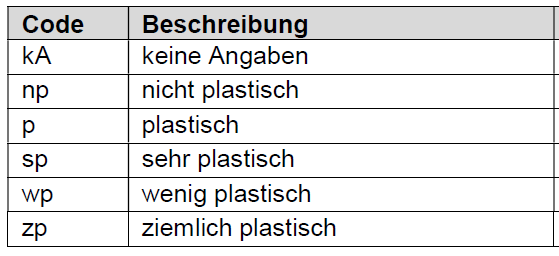 Code Beschreibung
kA keine Angaben
np nicht plastisch
p plastisch
sp sehr plastisch
wp wenig plastisch
zp ziemlich plastisch